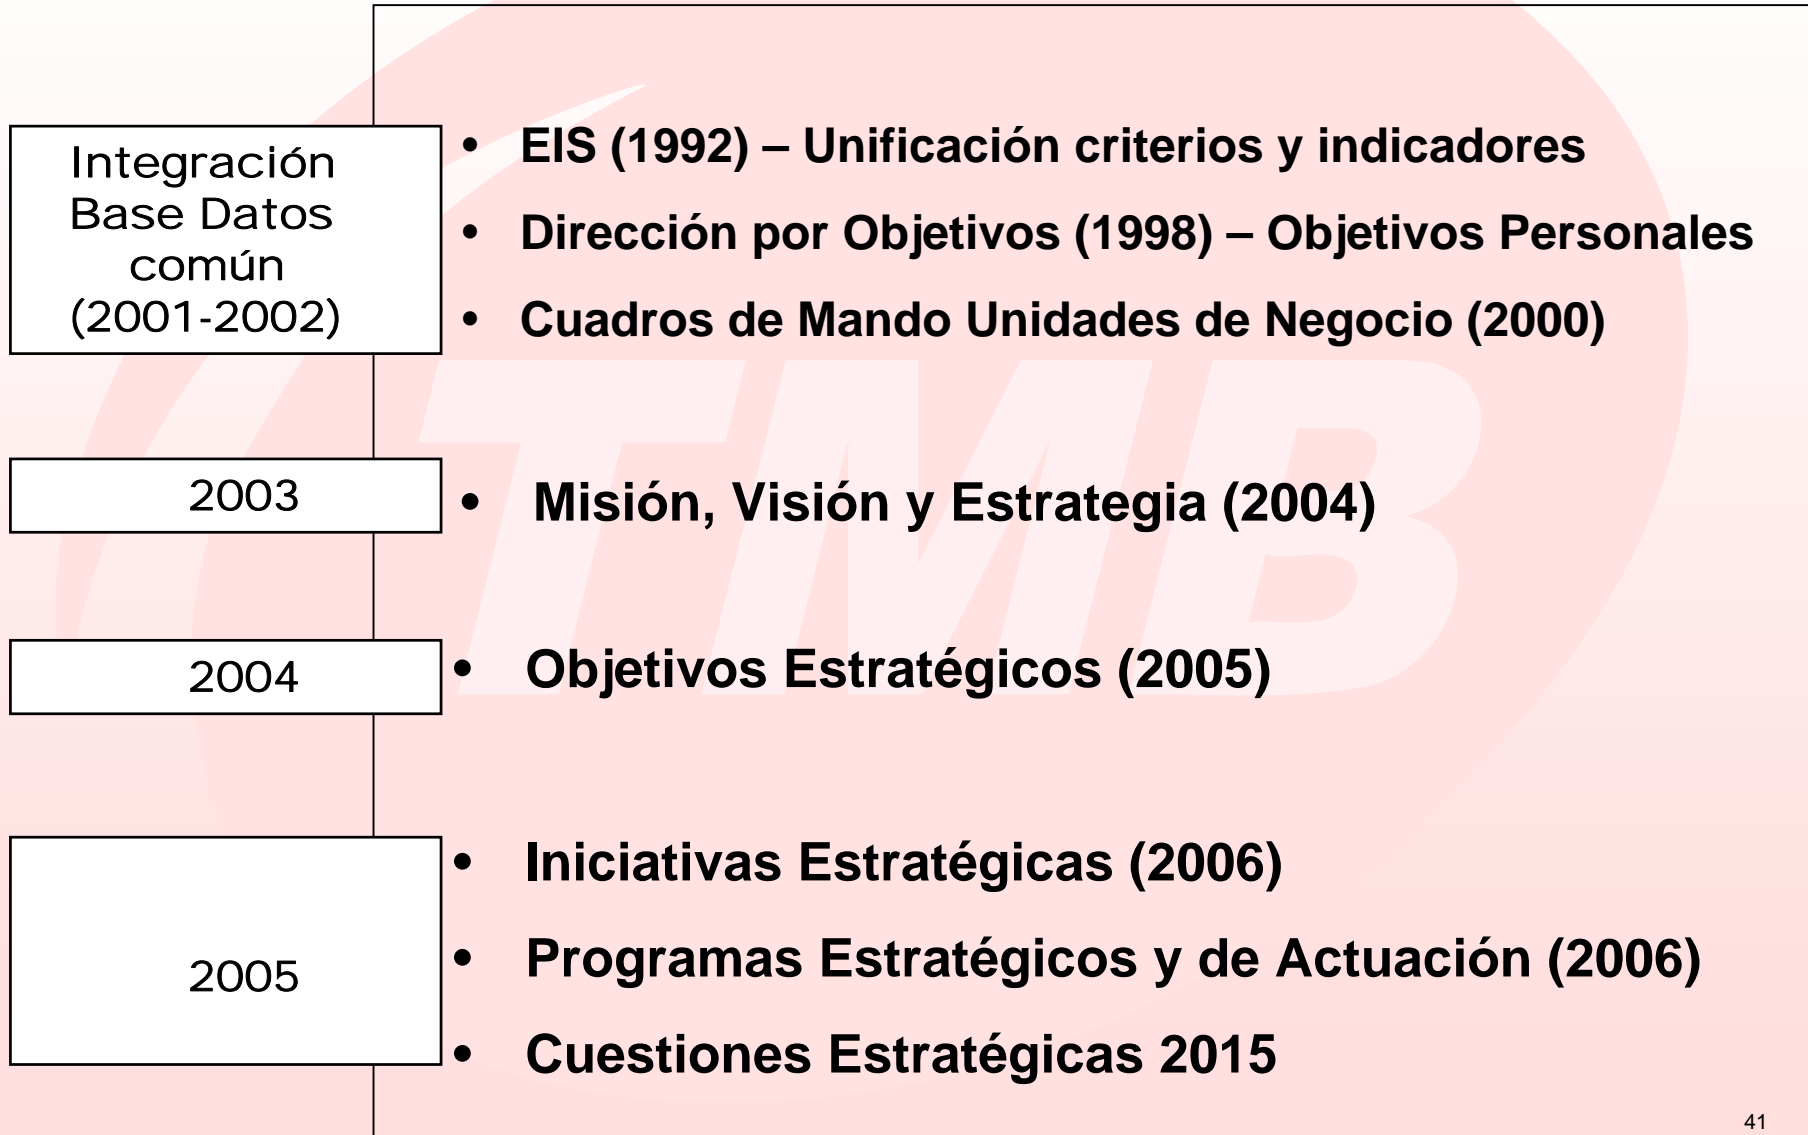 Integración
Base Datos
común
(2001-2002)
• EIS (1992) – Unificación criterios y indicadores
• Dirección por Objetivos (1998) – Objetivos Personales
• Cuadros de Mando Unidades de Negocio (2000)
2003
• Misión, Visión y Estrategia (2004)
2004
• Objetivos Estratégicos (2005)
2005
• Iniciativas Estratégicas (2006)
• Programas Estratégicos y de Actuación (2006)
• Cuestiones Estratégicas 2015
TMB
41